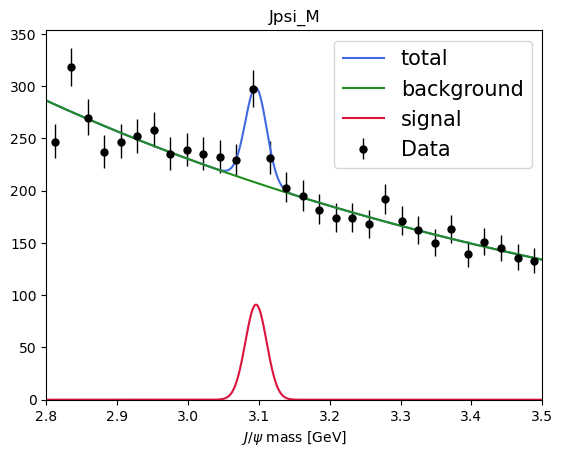 Jpsi_M
350
300
250
200
150
100
50
0
total
background
signal
Data
2.8 2.9 3.0 3.1 3.2 3.3 3.4 3.5
J/ψ mass [GeV]